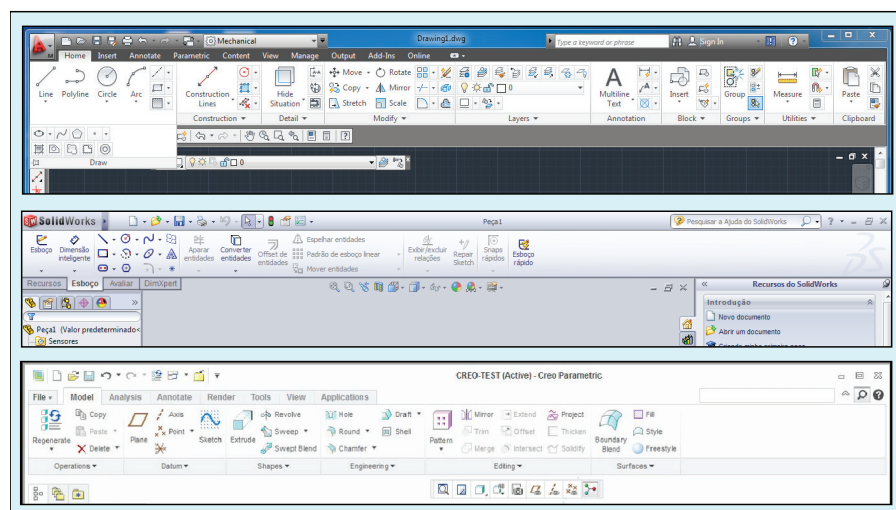 Mechanical
Drawing1.dwg
Type a keyword or phrase
Sign In
Home Insert Annotate Parametric Content View Manage Output Add-Ins Online
Line Polyline Circle Arc
Construction Lines
Hide Situation
Move Rotate
Copy Mirror
Stretch Scale
0
Multiline Text
Insert
Group
Measure
Paste
Construction Detail Modify Layers Annotation Block Groups Utilities Clipboard
Draw
0
SolidWorks
Peça1
Pesquisar a Ajuda do SolidWorks
Esboço
Dimensão inteligente
Aparar entidades
Converter entidades
Offset de entidades
Espelhar entidades
Padrão de esboço linear
Mover entidades
Exibir/excluir relações
Repair Sketch
Snaps rápidos
Esboço rápido
Recursos Esboço Avaliar DimXpert
Recursos do SolidWorks
Introdução
Novo documento
Abrir um documento
Peça1 (Valor predeterminado<
Sensores
CREO-TEST (Active) - Creo Parametric
File Model Analysis Annotate Render Tools View Applications
Regenerate
Copy
Paste
Delete
Plane
Axis
Point
Sketch
Extrude
Revolve
Sweep
Swept Blend
Hole
Round
Chamfer
Draft
Shell
Pattern
Mirror Extend Project
Trim Offset Thicken
Merge Intersect Solidify
Boundary Blend
Fill
Style
Freestyle
Operations Datum Shapes Engineering Editing Surfaces